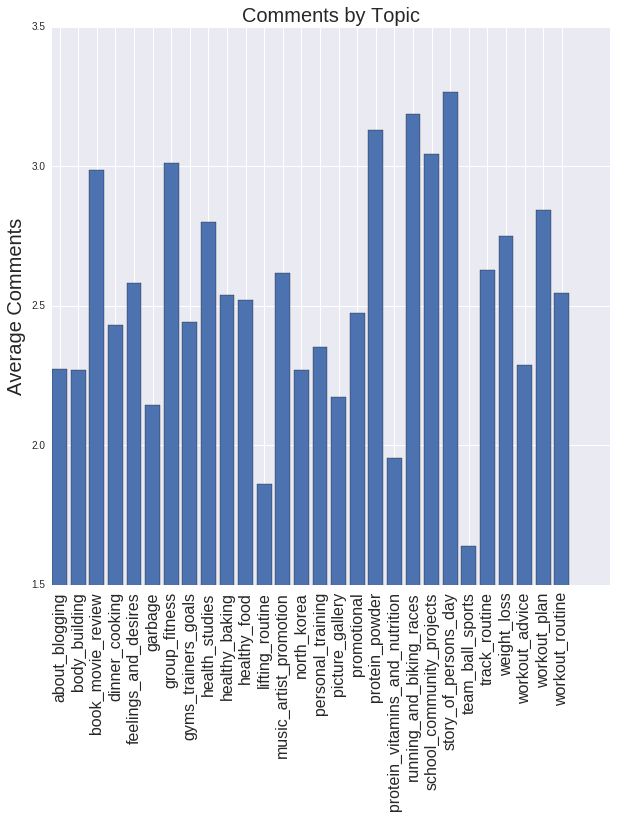 Comments by Topic
Average Comments
3.5
3.0
2.5
2.0
1.5
about_blogging
body_building
book_movie_review
dinner_cooking
feelings_and_desires
garbage
group_fitness
gyms_trainers_goals
health_studies
healthy_baking
healthy_food
lifting_routine
music_artist_promotion
north_korea
personal_training
picture_gallery
promotional
protein_powder
protein_vitamins_and_nutrition
running_and_biking_races
school_community_projects
story_of_persons_day
team_ball_sports
track_routine
weight_loss
workout_advice
workout_plan
workout_routine